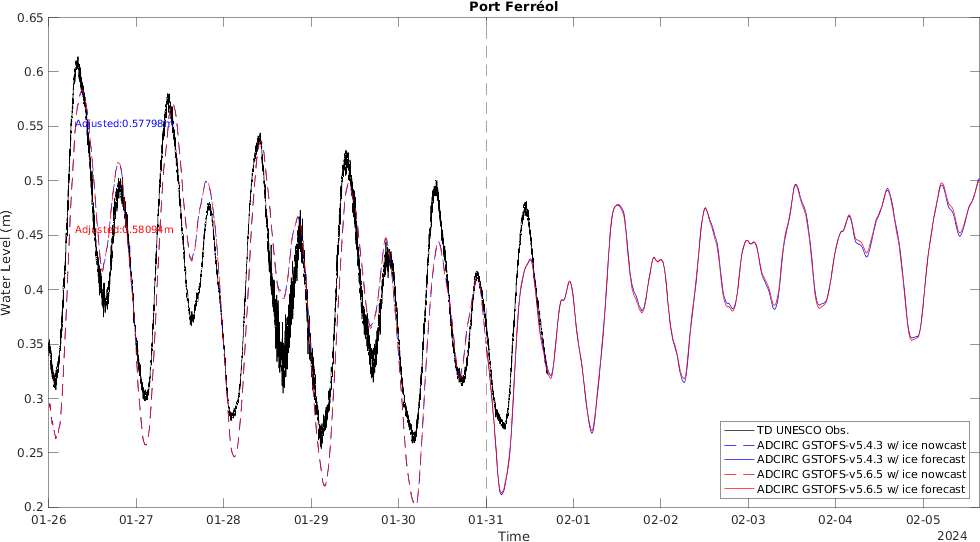 Port Ferréol
0.65
0.6
0.55
0.5
0.45
0.4
0.35
0.3
0.25
0.2
Water Level (m)
Adjusted:0.57798m
Adjusted:0.58094m
TD UNESCO Obs.
ADCIRC GSTOFS-v5.4.3 w/ ice nowcast
ADCIRC GSTOFS-v5.4.3 w/ ice forecast
ADCIRC GSTOFS-v5.6.5 w/ ice nowcast
ADCIRC GSTOFS-v5.6.5 w/ ice forecast
01-26 01-27 01-28 01-29 01-30 01-31 02-01 02-02 02-03 02-04 02-05
Time
2024